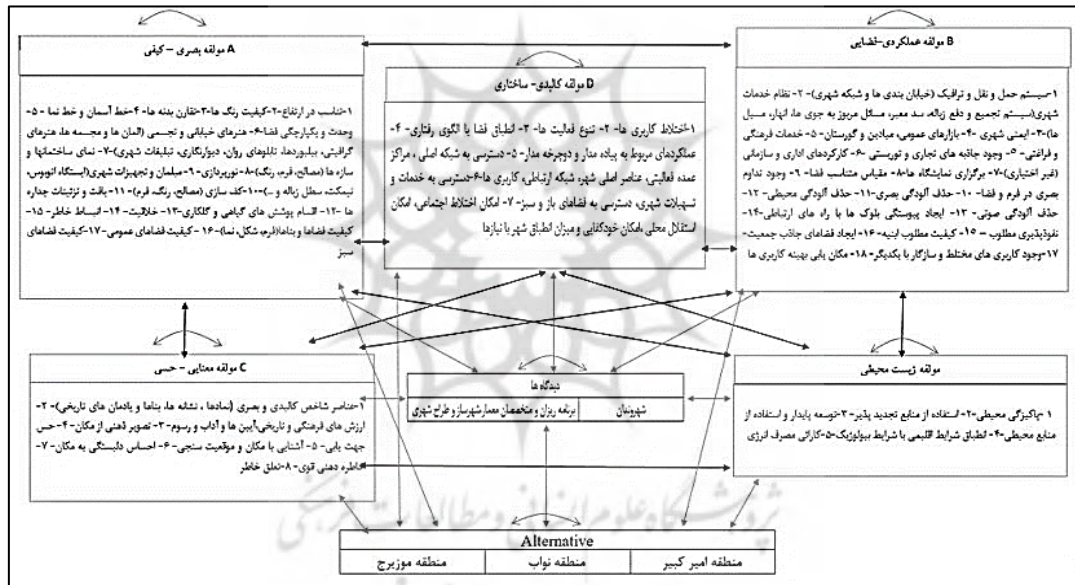 B مولفه عملکردی-فضایی
۱-سیستم حمل و نقل و ترافیک (خیابان بندی ها و شبکه شهری)- ۲- نظام خدمات
شهری(سیستم تجمیع و دفع زباله، سد معبر، مسائل مربوز به جوی ها، انهار، مسیل
ها)-۳- ایمنی شهری ۴- بازارهای عمومی، میادین و گورستان- ۵- خدمات فرهنگی
و فراغتی- ۵- وجود جاذبه های تجاری و توریستی -۶- کارکردهای اداری و سازمانی
(غیر اختیاری)-۷- برگزاری نمایشگاه ها-۸- مقیاس متناسب فضا- ۹- وجود تداوم
بصری در فرم و فضا- ۱۰- حذف آلودگی بصری-۱۱- حذف آلودگی محیطی- ۱۲-
حذف آلودگی صوتی- ۱۳- ایجاد پیوستگی بلوک ها با راه های ارتباطی-۱۴-
نفوذپذیری مطلوب - ۱۵- کیفیت مطلوب ابنیه- ۱۶- ایجاد فضاهای جاذب جمعیت-
۱۷-وجود کاربری های مختلط و سازگار با یکدیگر- ۱۸- مکان یابی بهینه کاربری ها
D مولفه کالبدی- ساختاری
۱-اختلاط کاربری ها- ۲- تنوع فعالیت ها- ۳- انطباق فضا با الگوی رفتاری- ۴-
عملکردهای مربوط به پیاده مدار و دوچرخه مدار- ۵- دسترسی به شبکه اصلی ، مراکز
عمده فعالیتی، عناصر اصلی شهر، شبکه ارتباطی، کاربری ها-۶-دسترسی به خدمات و
تسهیلات شهری، دسترسی به فضاهای باز و سبز- ۷- امکان اختلاط اجتماعی، امکان
استقلال محلی ،امکان خودکفایی و میزان انطباق شهر با نیازها
A مولفه بصری - کیفی
۱-تناسب در ارتفاع-۲-کیفیت رنگ ها-۳-تقارن بدنه ها-۴-خط آسمان و خط نما -۵-
وحدت و یکپارچگی فضا-۶- هنرهای خیابانی و تجسمی (المان ها و مجسمه ها، هنرهای
گرافیتی، بیلبوردها، تابلوهای روان، دیوارنگاری، تبلیغات شهری)-۷- نمای ساختمانها و
سازه ها (مصالح، فرم، رنگ)-۸-نورپردازی- ۹-مبلمان و تجهیزات شهری(ایستگاه اتوبوس،
نیمکت، سطل زباله و ...)-۱۰-کف سازی (مصالح، رنگ، فرم)-۱۱- بافت و تزئینات جداره
ها -۱۲- اقسام پوشش های گیاهی و گلکاری-۱۳- خلاقیت- ۱۴- انبساط خاطر- ۱۵-
کیفیت فضاها و بناها(فرم، شکل، نما)-۱۶ - کیفیت فضاهای عمومی- ۱۷-کیفیت فضاهای
سبز
مولفه زیست محیطی
۱-پاکیزگی محیطی-۲- استفاده از منابع تجدید پذیر- ۳-توسعه پایدار و استفاده از
منابع محیطی-۴- انطباق شرایط اقلیمی با شرایط بیولوژیک-۵-کارائی مصرف انرژی
دیدگاه ها
شهروندان
برنامه ریزان و متخصصان معمار،شهرساز و طراح شهری
C مولفه معنایی - حسی
۱-عناصر شاخص کالبدی و بصری (نمادها ، نشانه ها، بناها و یادمان های تاریخی)- ۲-
ارزش های فرهنگی و تاریخی،آیین ها و آداب و رسوم- ۳- تصویر ذهنی از مکان- ۴- حس
جهت یابی- ۵- آشنایی با مکان و موقعیت سنجی- ۶- احساس دلبستگی به مکان- ۷-
خاطره ذهنی قوی- ۸-تعلق خاطر
پژوهشگاه علوم انسانی و مطالعات فرهنگی
Alternative
منطقه امیر کبیر
منطقه نواب
منطقه موزیرج